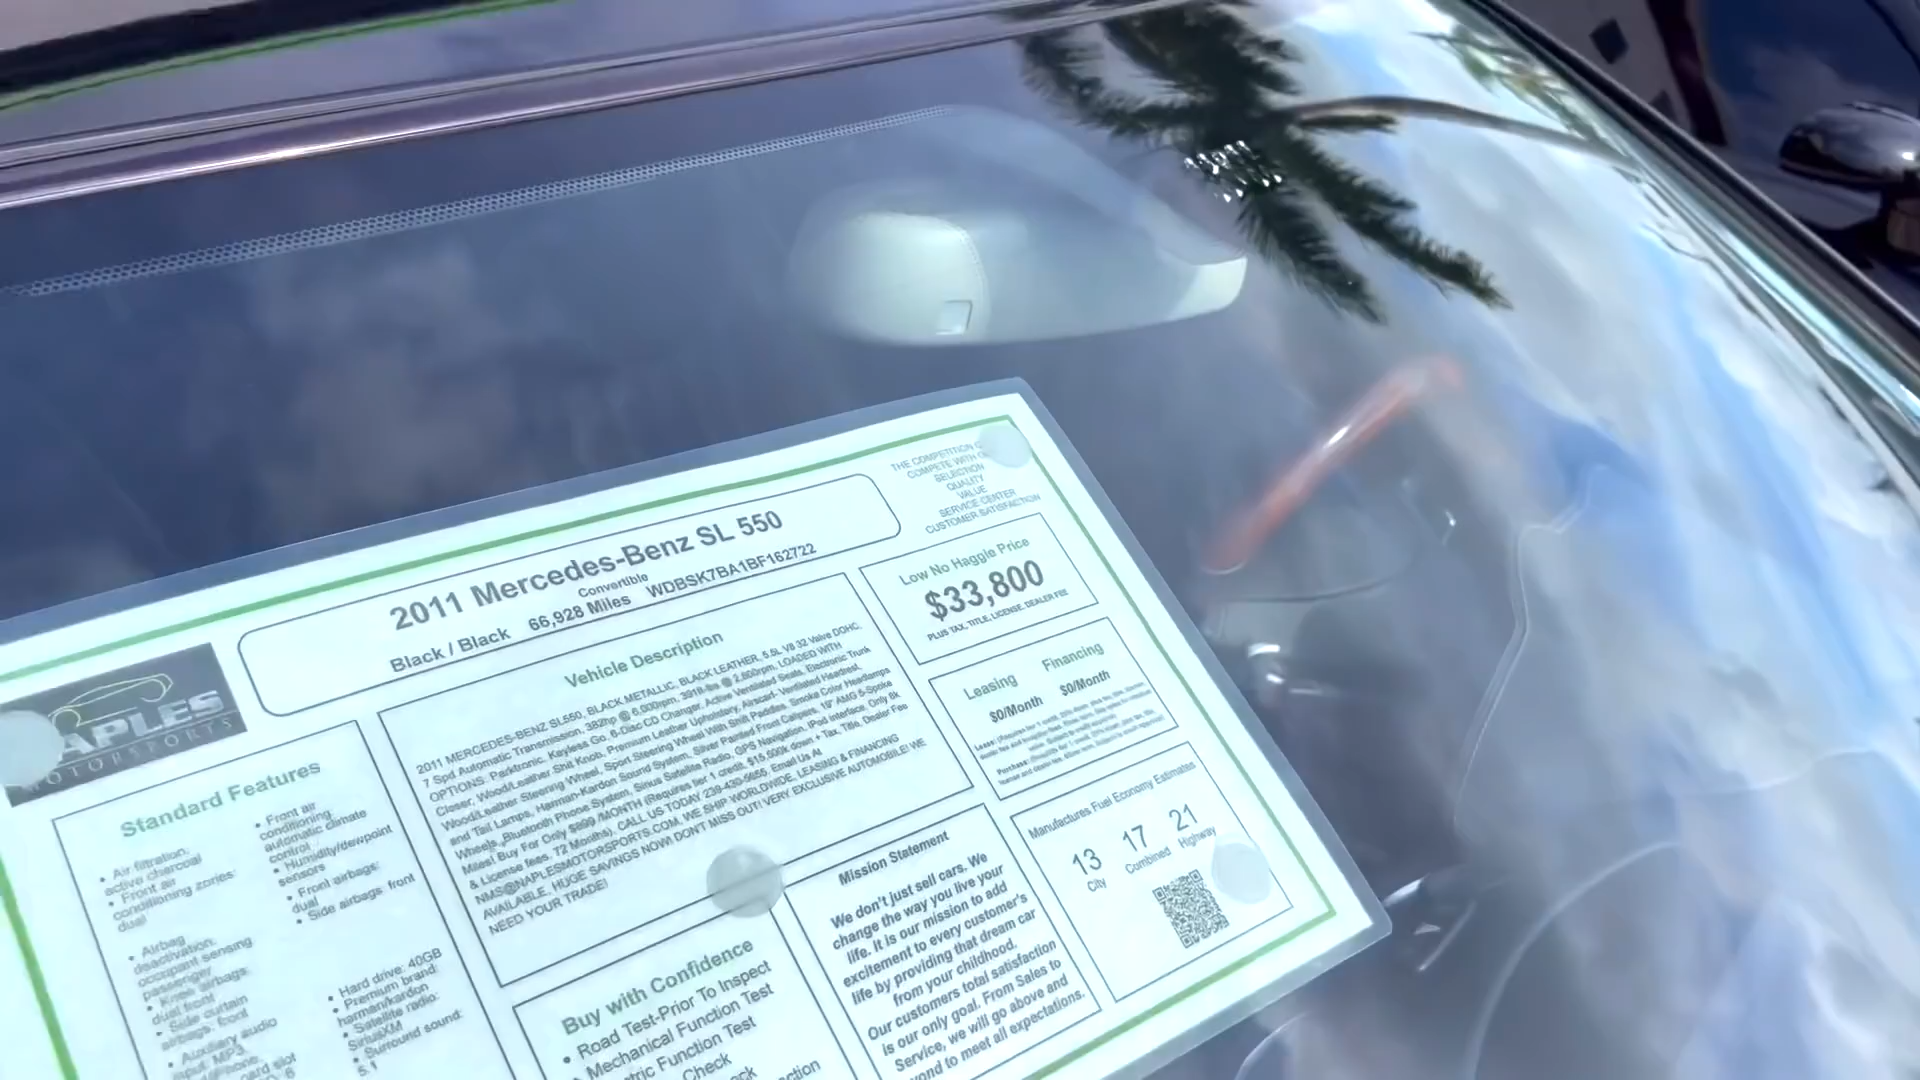 THE COMPETITION
COMPETE WITH
SELECTION
QUALITY
VALUE
SERVICE CENTER
CUSTOMER SATISFACTION
2011 Mercedes-Benz SL 550
Convertible
Black / Black 66,928 Miles WDBSK7BA1BF162722
Low No Haggle Price
$33,800
PLUS TAX, TITLE, LICENSE, DEALER FEE
NAPLES
MOTORSPORTS
Vehicle Description
2011 MERCEDES-BENZ SL550, BLACK METALLIC, BLACK LEATHER, 5.5L V8 32 Valve DOHC,
7 Spd Automatic Transmission, 382hp @ 6,000rpm, 391ft-lbs @ 2,800rpm, LOADED WITH
OPTIONS: Parktronic, Keyless Go, 6-Disc CD Changer, Active Ventilated Seats, Electronic Trunk
Closer, Wood/Leather Shift Knob, Premium Leather Upholstery, Airscarf- Ventilated Headrest,
Wood/Leather Steering Wheel, Sport Steering Wheel With Shift Paddles, Smoke Color Headlamps
and Tail Lamps, Harman-Kardon Sound System, Silver Painted Front Calipers, 19" AMG 5-Spoke
Wheels, Bluetooth Phone System, Sirius Satellite Radio, GPS Navigation, iPod interface, Only
Miles! Buy For Only $899 /MONTH (Requires tier 1 credit, $15,500k down + Tax, Title, Dealer Fee
& License fees, 72 Months), CALL US TODAY 239-430-5655, Email Us At
NMS@NAPLESMOTORSPORTS.COM, WE SHIP WORLDWIDE, LEASING & FINANCING
AVAILABLE, HUGE SAVINGS NOW! DON'T MISS OUT! VERY EXCLUSIVE AUTOMOBILE! WE
NEED YOUR TRADE!
Leasing Financing
$0/Month $0/Month
Manufactures Fuel Economy Estimates
13 17 21
City Combined Highway
Standard Features
• Air filtration:
active charcoal
• Front air
conditioning zones:
dual
• Airbag
deactivation:
occupant sensing
passenger
• Knee airbags:
dual front
• Side curtain
airbags: front
• Auxiliary audio
input: MP3
• Front air
conditioning:
automatic climate
control
• Humidity/dewpoint
sensors
• Front airbags:
dual
• Side airbags: front
• Hard drive: 40GB
• Premium brand:
harman/kardon
• Satellite radio:
SiriusXM
• Surround sound:
5.1
Buy with Confidence
• Road Test-Prior To Inspect
• Mechanical Function Test
Function Test
Check
Mission Statement
We don't just sell cars. We
change the way you live your
life. It is our mission to add
excitement to every customer's
life by providing that dream car
from your childhood.
Our customers total satisfaction
is our only goal. From Sales to
Service, we will go above and
beyond to meet all expectations.